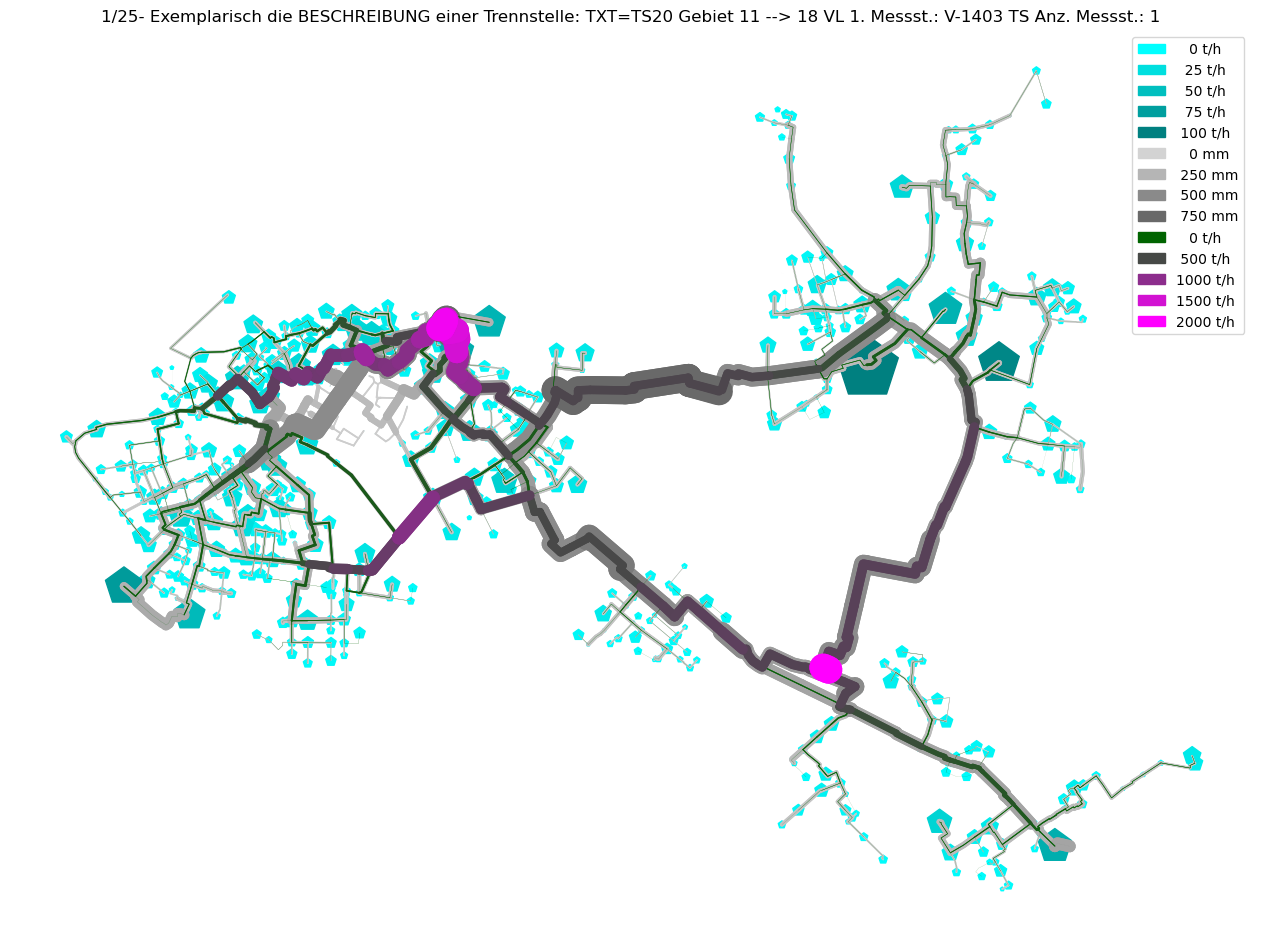 1/25- Exemplarisch die BESCHREIBUNG einer Trennstelle: TXT=TS20 Gebiet 11 --> 18 VL 1. Messst.: V-1403 TS Anz. Messst.: 1
0 t/h
25 t/h
50 t/h
75 t/h
100 t/h
0 mm
250 mm
500 mm
750 mm
0 t/h
500 t/h
1000 t/h
1500 t/h
2000 t/h